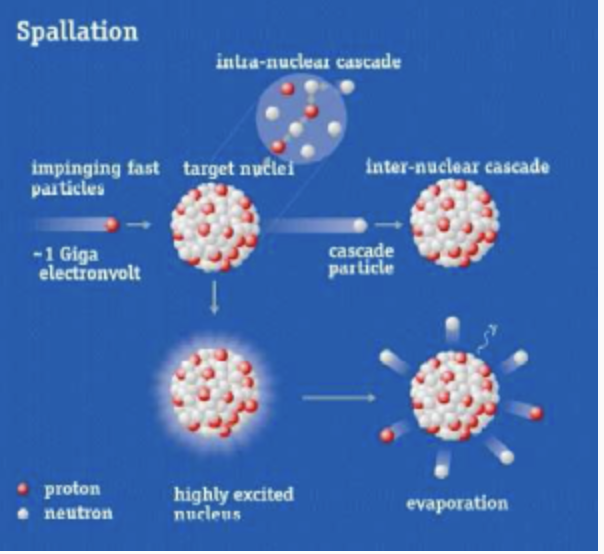 Spallation
intra-nuclear cascade
impinging fast
particles
target nuclei
inter-nuclear cascade
~1 Giga
electronvolt
cascade
particle
proton
neutron
highly excited
nucleus
evaporation